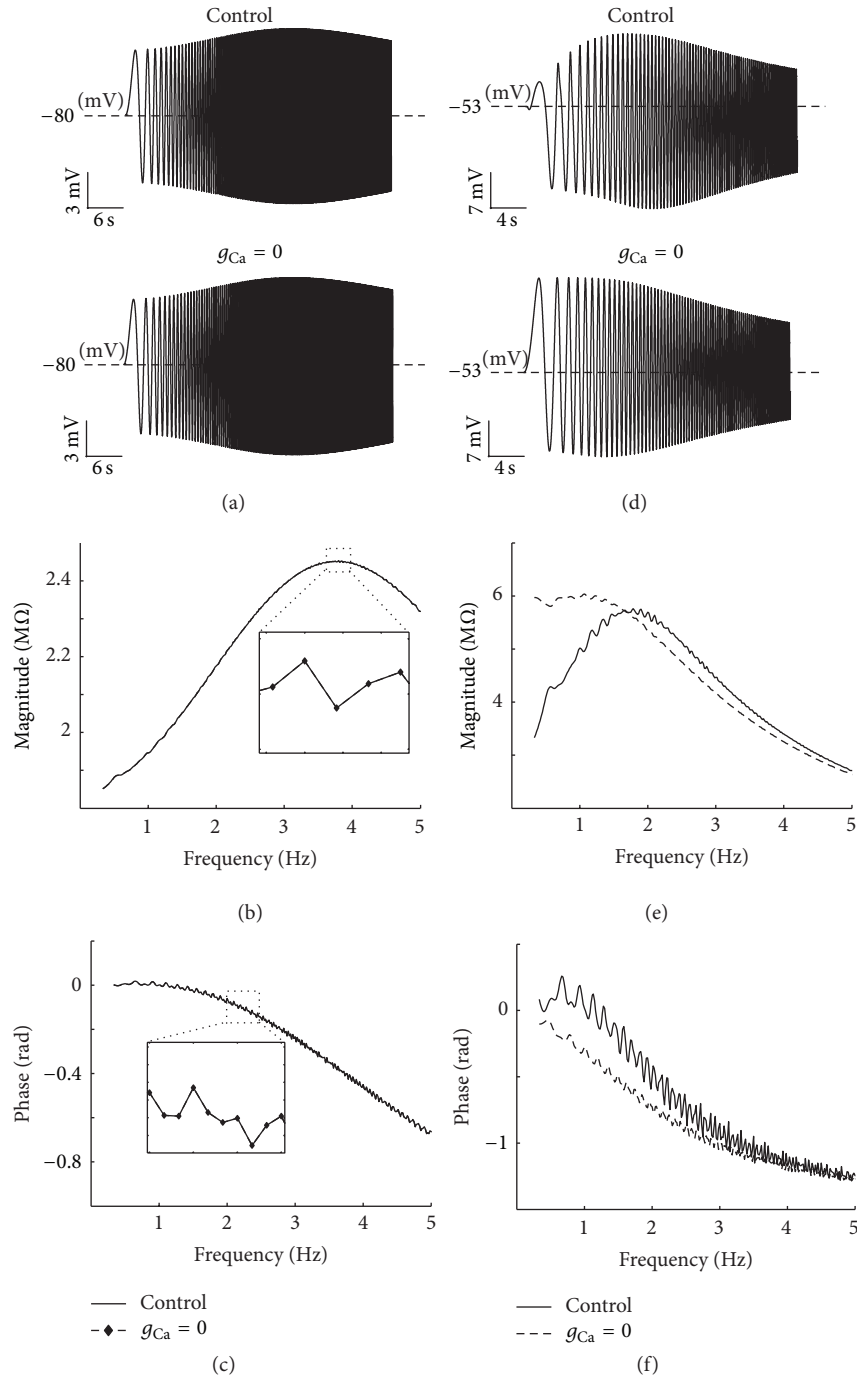 Control
(mV)
−80
3 mV
6 s
g_Ca = 0
(mV)
−80
3 mV
6 s
(a)
Control
(mV)
−53
7 mV
4 s
g_Ca = 0
(mV)
−53
7 mV
4 s
(d)
Magnitude (MΩ)
2.4
2.2
2
1 2 3 4 5
Frequency (Hz)
(b)
Magnitude (MΩ)
6
4
1 2 3 4 5
Frequency (Hz)
(e)
Phase (rad)
0
−0.4
−0.8
1 2 3 4 5
Frequency (Hz)
Control
g_Ca = 0
(c)
Phase (rad)
0
−1
1 2 3 4 5
Frequency (Hz)
Control
g_Ca = 0
(f)